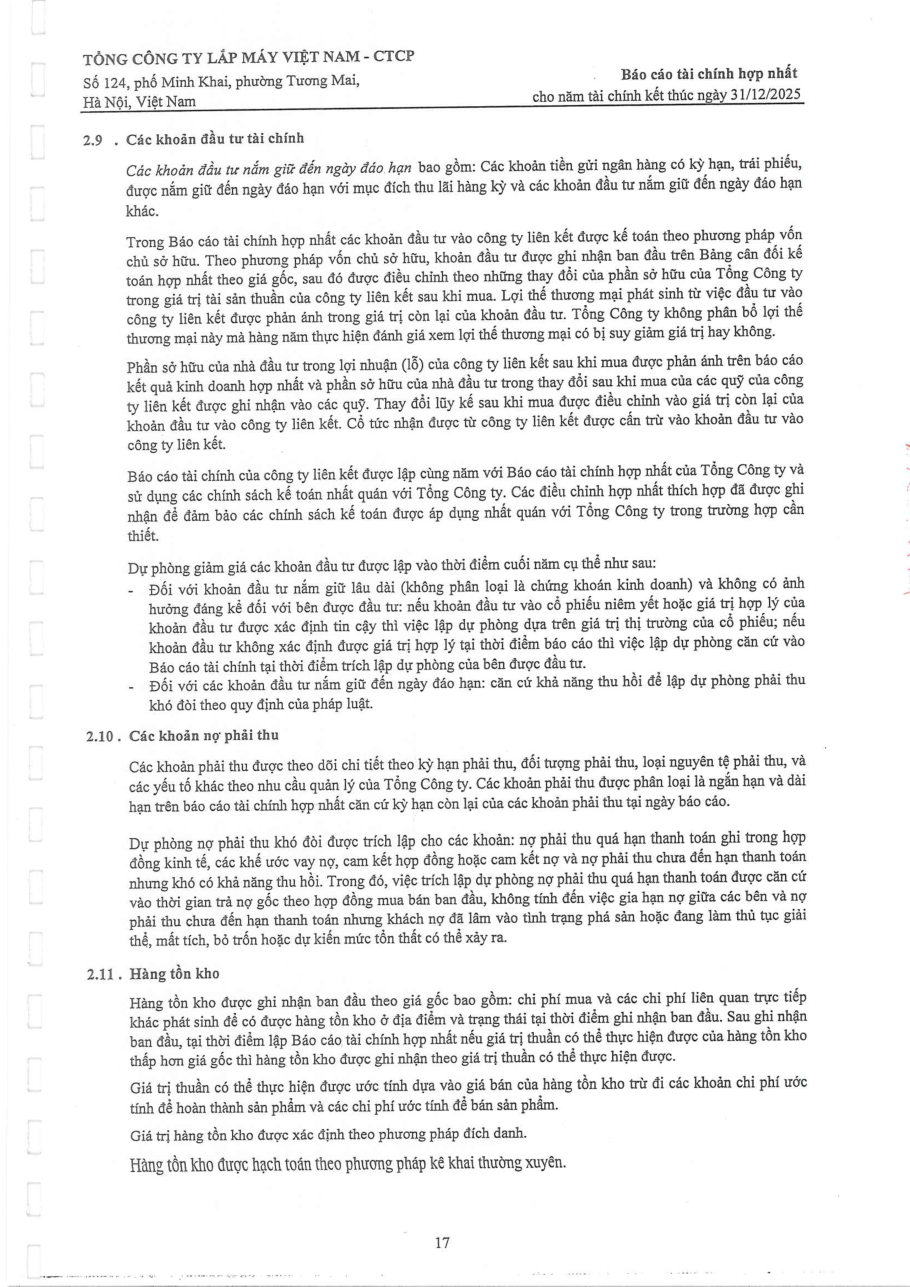 TỔNG CÔNG TY LẮP MÁY VIỆT NAM - CTCP
Số 124, phố Minh Khai, phường Tương Mai,
Hà Nội, Việt Nam
Báo cáo tài chính hợp nhất
cho năm tài chính kết thúc ngày 31/12/2025
2.9 . Các khoản đầu tư tài chính
Các khoản đầu tư nắm giữ đến ngày đáo hạn bao gồm: Các khoản tiền gửi ngân hàng có kỳ hạn, trái phiếu,
được nắm giữ đến ngày đáo hạn với mục đích thu lãi hàng kỳ và các khoản đầu tư nắm giữ đến ngày đáo hạn
khác.
Trong Báo cáo tài chính hợp nhất các khoản đầu tư vào công ty liên kết được kế toán theo phương pháp vốn
chủ sở hữu. Theo phương pháp vốn chủ sở hữu, khoản đầu tư được ghi nhận ban đầu trên Bảng cân đối kế
toán hợp nhất theo giá gốc, sau đó được điều chỉnh theo những thay đổi của phần sở hữu của Tổng Công ty
trong giá trị tài sản thuần của công ty liên kết sau khi mua. Lợi thế thương mại phát sinh từ việc đầu tư vào
công ty liên kết được phản ánh trong giá trị còn lại của khoản đầu tư. Tổng Công ty không phân bổ lợi thế
thương mại này mà hàng năm thực hiện đánh giá xem lợi thế thương mại có bị suy giảm giá trị hay không.
Phần sở hữu của nhà đầu tư trong lợi nhuận (lỗ) của công ty liên kết sau khi mua được phản ánh trên báo cáo
kết quả kinh doanh hợp nhất và phần sở hữu của nhà đầu tư trong thay đổi sau khi mua của các quỹ của công
ty liên kết được ghi nhận vào các quỹ. Thay đổi lũy kế sau khi mua được điều chỉnh vào giá trị còn lại của
khoản đầu tư vào công ty liên kết. Cổ tức nhận được từ công ty liên kết được cấn trừ vào khoản đầu tư vào
công ty liên kết.
Báo cáo tài chính của công ty liên kết được lập cùng năm với Báo cáo tài chính hợp nhất của Tổng Công ty và
sử dụng các chính sách kế toán nhất quán với Tổng Công ty. Các điều chỉnh hợp nhất thích hợp đã được ghi
nhận để đảm bảo các chính sách kế toán được áp dụng nhất quán với Tổng Công ty trong trường hợp cần
thiết.
Dự phòng giảm giá các khoản đầu tư được lập vào thời điểm cuối năm cụ thể như sau:
- Đối với khoản đầu tư nắm giữ lâu dài (không phân loại là chứng khoán kinh doanh) và không có ảnh
hưởng đáng kể đối với bên được đầu tư: nếu khoản đầu tư vào cổ phiếu niêm yết hoặc giá trị hợp lý của
khoản đầu tư được xác định tin cậy thì việc lập dự phòng dựa trên giá trị thị trường của cổ phiếu; nếu
khoản đầu tư không xác định được giá trị hợp lý tại thời điểm báo cáo thì việc lập dự phòng căn cứ vào
Báo cáo tài chính tại thời điểm trích lập dự phòng của bên được đầu tư.
- Đối với các khoản đầu tư nắm giữ đến ngày đáo hạn: căn cứ khả năng thu hồi để lập dự phòng phải thu
khó đòi theo quy định của pháp luật.
2.10 . Các khoản nợ phải thu
Các khoản phải thu được theo dõi chi tiết theo kỳ hạn phải thu, đối tượng phải thu, loại nguyên tệ phải thu, và
các yếu tố khác theo nhu cầu quản lý của Tổng Công ty. Các khoản phải thu được phân loại là ngắn hạn và dài
hạn trên báo cáo tài chính hợp nhất căn cứ kỳ hạn còn lại của các khoản phải thu tại ngày báo cáo.
Dự phòng nợ phải thu khó đòi được trích lập cho các khoản: nợ phải thu quá hạn thanh toán ghi trong hợp
đồng kinh tế, các khế ước vay nợ, cam kết hợp đồng hoặc cam kết nợ và nợ phải thu chưa đến hạn thanh toán
nhưng khó có khả năng thu hồi. Trong đó, việc trích lập dự phòng nợ phải thu quá hạn thanh toán được căn cứ
vào thời gian trả nợ gốc theo hợp đồng mua bán ban đầu, không tính đến việc gia hạn nợ giữa các bên và nợ
phải thu chưa đến hạn thanh toán nhưng khách nợ đã lâm vào tình trạng phá sản hoặc đang làm thủ tục giải
thể, mất tích, bỏ trốn hoặc dự kiến mức tổn thất có thể xảy ra.
2.11 . Hàng tồn kho
Hàng tồn kho được ghi nhận ban đầu theo giá gốc bao gồm: chi phí mua và các chi phí liên quan trực tiếp
khác phát sinh để có được hàng tồn kho ở địa điểm và trạng thái tại thời điểm ghi nhận ban đầu. Sau ghi nhận
ban đầu, tại thời điểm lập Báo cáo tài chính hợp nhất nếu giá trị thuần có thể thực hiện được của hàng tồn kho
thấp hơn giá gốc thì hàng tồn kho được ghi nhận theo giá trị thuần có thể thực hiện được.
Giá trị thuần có thể thực hiện được ước tính dựa vào giá bán của hàng tồn kho trừ đi các khoản chi phí ước
tính để hoàn thành sản phẩm và các chi phí ước tính để bán sản phẩm.
Giá trị hàng tồn kho được xác định theo phương pháp đích danh.
Hàng tồn kho được hạch toán theo phương pháp kê khai thường xuyên.
17